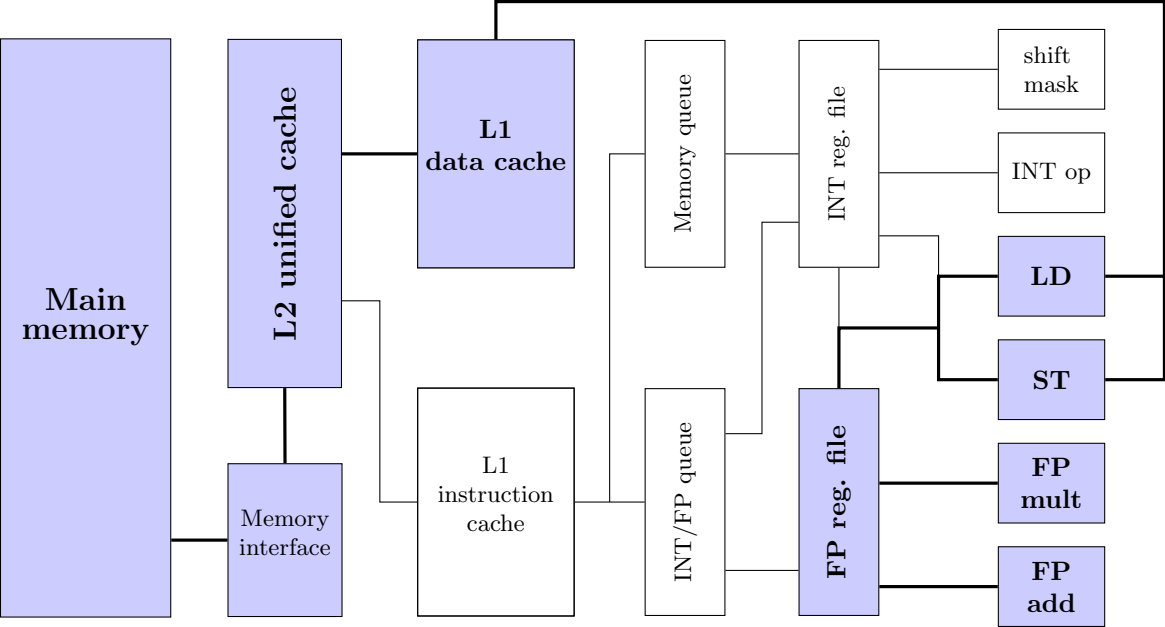 Main
memory
L2 unified cache
Memory
interface
L1
data cache
L1
instruction
cache
Memory queue
INT/FP queue
INT reg. file
FP reg. file
shift
mask
INT op
LD
ST
FP
mult
FP
add